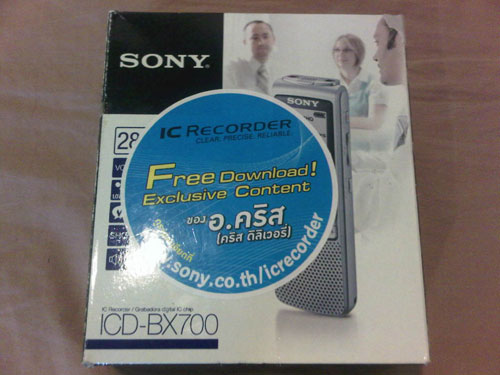 SONY
SONY
28
IC RECORDER
CLEAR. PRECISE. RELIABLE.
Free Download!
Exclusive Content
ของ อ.คริส
(คริส ดิลิเวอรี่)
.sony.co.th/icrecorder
IC Recorder / Grabadora digital IC chip
ICD-BX700